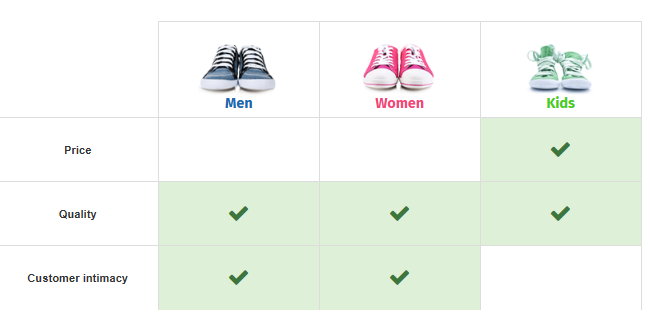 Men
Women
Kids
Price
Quality
Customer intimacy